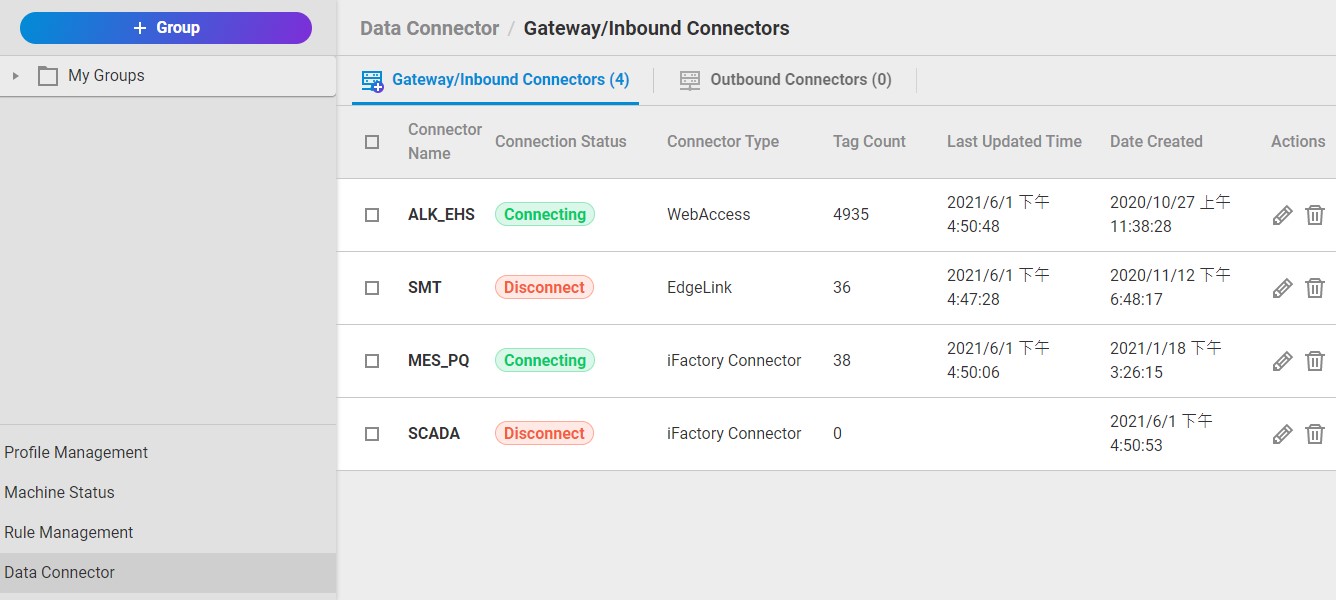 + Group
My Groups
Profile Management
Machine Status
Rule Management
Data Connector
Data Connector / Gateway/Inbound Connectors
Gateway/Inbound Connectors (4)
Outbound Connectors (0)
Connector Name
Connection Status
Connector Type
Tag Count
Last Updated Time
Date Created
Actions
ALK_EHS
Connecting
WebAccess
4935
2021/6/1 下午
4:50:48
2020/10/27 上午
11:38:28
SMT
Disconnect
EdgeLink
36
2021/6/1 下午
4:47:28
2020/11/12 下午
6:48:17
MES_PQ
Connecting
iFactory Connector
38
2021/6/1 下午
4:50:06
2021/1/18 下午
3:26:15
SCADA
Disconnect
iFactory Connector
0
2021/6/1 下午
4:50:53